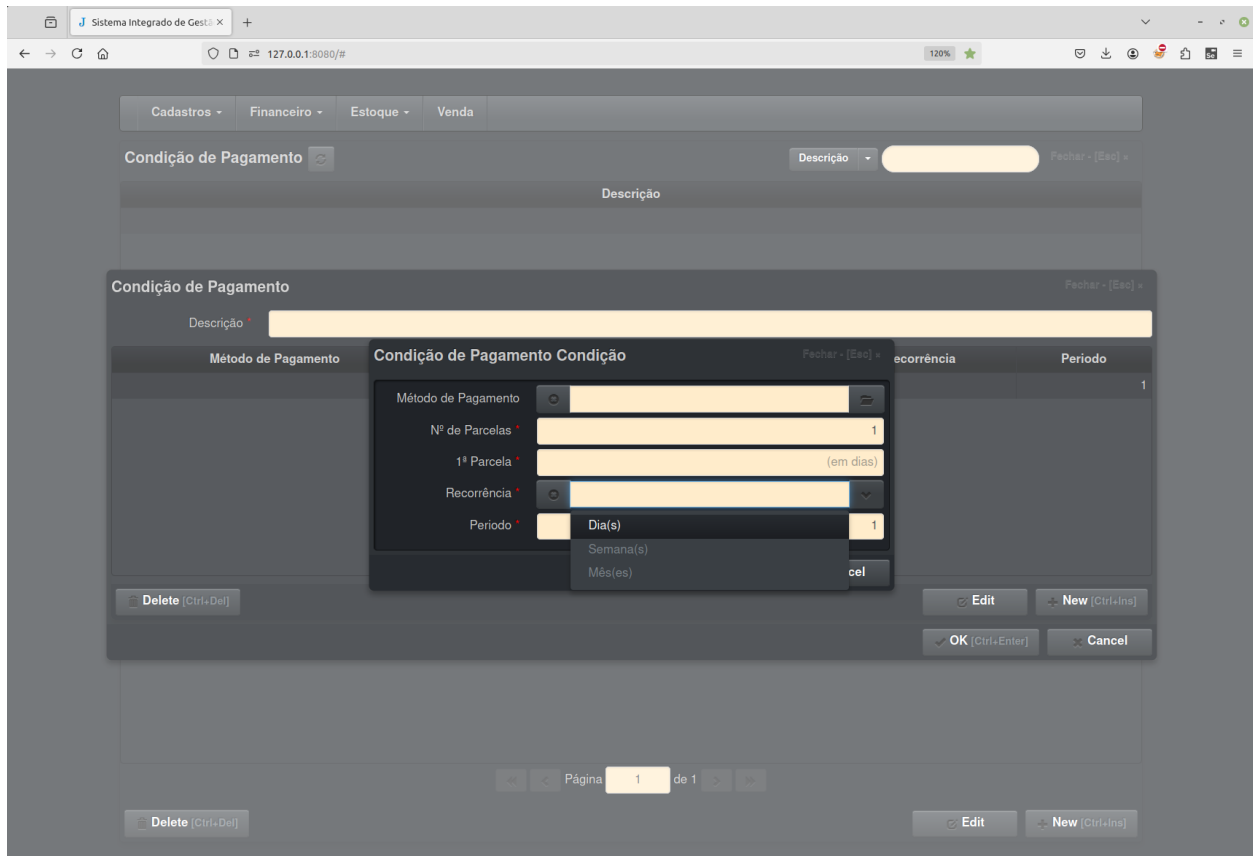 Sistema Integrado de Gestã
127.0.0.1:8080/#
120%
Cadastros Financeiro Estoque Venda
Condição de Pagamento
Descrição
Fechar - [Esc] ×
Descrição
Condição de Pagamento
Fechar - [Esc] ×
Descrição *
Método de Pagamento
ecorrência
Periodo
1
Condição de Pagamento Condição
Fechar - [Esc] ×
Método de Pagamento
Nº de Parcelas * 1
1ª Parcela * (em dias)
Recorrência *
Periodo * 1
Dia(s)
Semana(s)
Mês(es)
cel
Delete [Ctrl+Del]
Edit
New [Ctrl+Ins]
OK [Ctrl+Enter]
Cancel
Página 1 de 1
Delete [Ctrl+Del]
Edit
New [Ctrl+Ins]